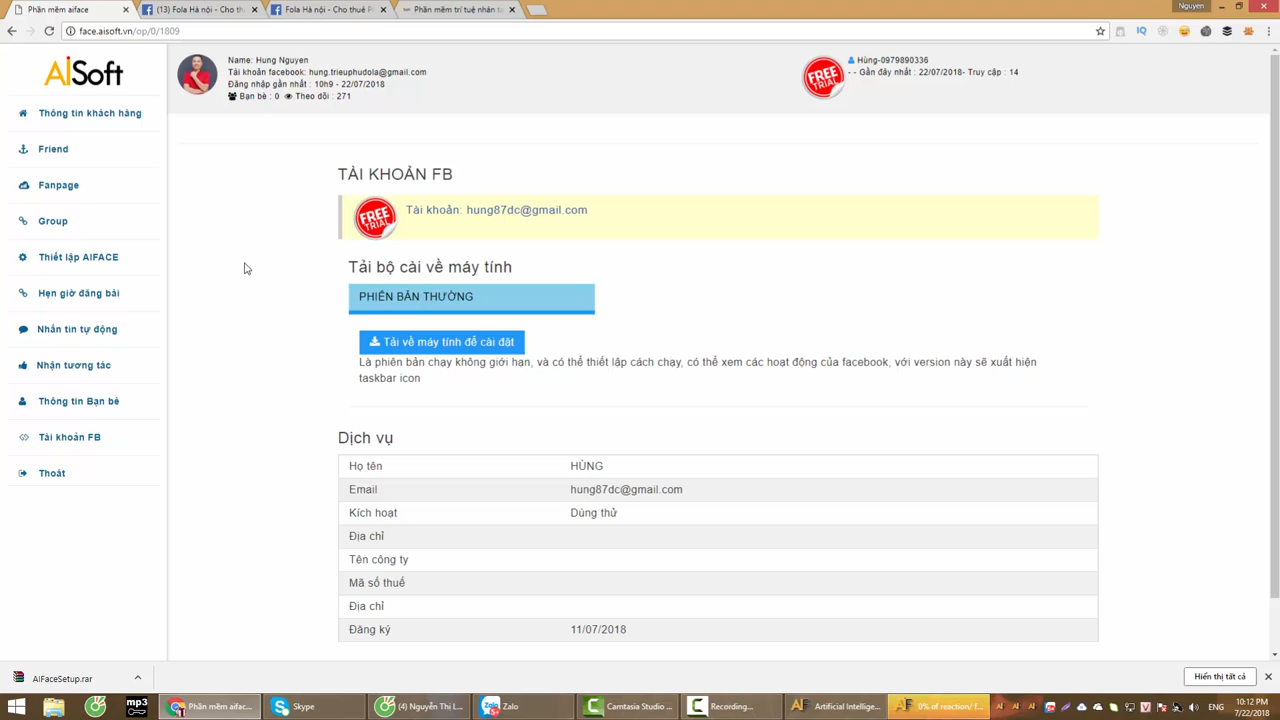 Phần mềm aiface
(13) Fola Hà nội - Cho th
Fola Hà nội - Cho thuê P
Phần mềm trí tuệ nhân tạ
Nguyen
face.aisoft.vn/op/0/1809
AiSoft
Name: Hung Nguyen
Tài khoản facebook: hung.trieuphudola@gmail.com
Đăng nhập gần nhất : 10h9 - 22/07/2018
Bạn bè : 0 Theo dõi : 271
FREE TRIAL
Hùng-0979890336
- - Gần đây nhất : 22/07/2018- Truy cập : 14
Thông tin khách hàng
Friend
Fanpage
Group
Thiết lập AIFACE
Hẹn giờ đăng bài
Nhắn tin tự động
Nhận tương tác
Thông tin Bạn bè
Tài khoản FB
Thoát
TÀI KHOẢN FB
FREE TRIAL
Tài khoản: hung87dc@gmail.com
Tải bộ cài về máy tính
PHIÊN BẢN THƯỜNG
Tải về máy tính để cài đặt
Là phiên bản chạy không giới hạn, và có thể thiết lập cách chạy, có thể xem các hoạt động của facebook, với version này sẽ xuất hiện
taskbar icon
Dịch vụ
Họ tên HÙNG
Email hung87dc@gmail.com
Kích hoạt Dùng thử
Địa chỉ
Tên công ty
Mã số thuế
Địa chỉ
Đăng ký 11/07/2018
AIFaceSetup.rar
Hiển thị tất cả
mp3
Phần mềm aifac...
Skype
(4) Nguyễn Thị L...
Zalo
Camtasia Studio ...
Recording...
Artificial Intellige...
0% of reaction/ f...
ENG
10:12 PM
7/22/2018